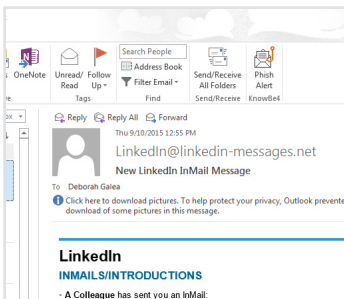 Search People
Address Book
Filter Email
OneNote
Unread/ Read
Follow Up
Send/Receive All Folders
Phish Alert
Tags
Find
Send/Receive
KnowBe4
Reply Reply All Forward
Thu 9/10/2015 12:55 PM
LinkedIn@linkedin-messages.net
New LinkedIn InMail Message
To Deborah Galea
Click here to download pictures. To help protect your privacy, Outlook prevente
download of some pictures in this message.
LinkedIn
INMAILS/INTRODUCTIONS
- A Colleague has sent you an InMail: